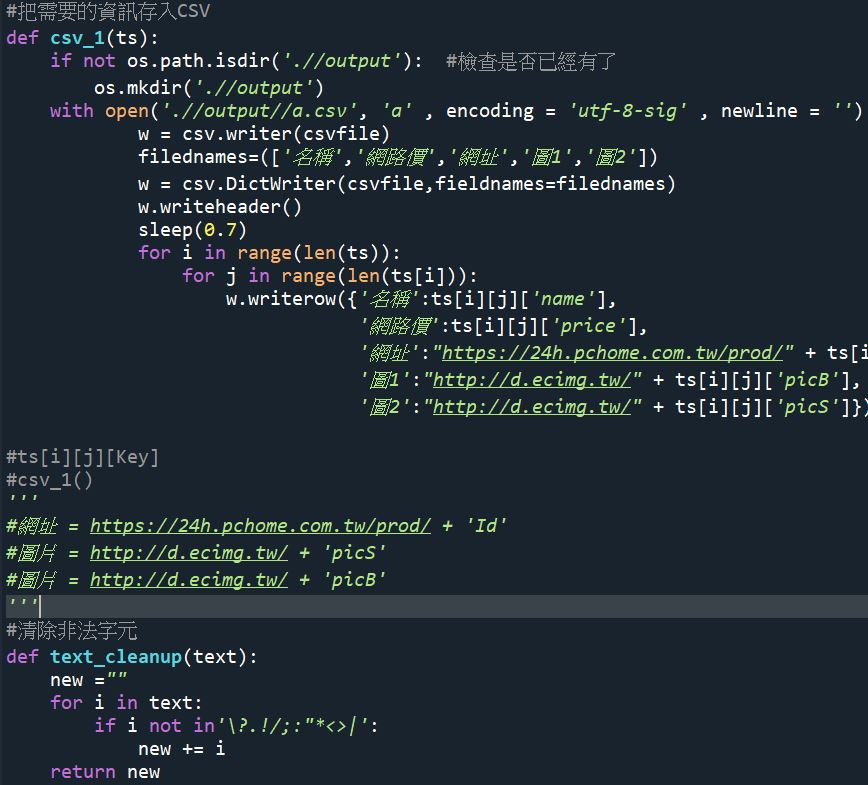 #把需要的資訊存入CSV
def csv_1(ts):
    if not os.path.isdir('.//output'):  #檢查是否已經有了
        os.mkdir('.//output')
    with open('.//output//a.csv', 'a' , encoding = 'utf-8-sig' , newline = '')
            w = csv.writer(csvfile)
            filednames=(['名稱','網路價','網址','圖1','圖2'])
            w = csv.DictWriter(csvfile,fieldnames=filednames)
            w.writeheader()
            sleep(0.7)
            for i in range(len(ts)):
                for j in range(len(ts[i])):
                    w.writerow({'名稱':ts[i][j]['name'],
                                '網路價':ts[i][j]['price'],
                                '網址':"https://24h.pchome.com.tw/prod/" + ts[i
                                '圖1':"http://d.ecimg.tw/" + ts[i][j]['picB'],
                                '圖2':"http://d.ecimg.tw/" + ts[i][j]['picS']})
#ts[i][j][Key]
#csv_1()
'''
#網址 = https://24h.pchome.com.tw/prod/ + 'Id'
#圖片 = http://d.ecimg.tw/ + 'picS'
#圖片 = http://d.ecimg.tw/ + 'picB'
'''
#清除非法字元
def text_cleanup(text):
    new =""
    for i in text:
        if i not in'\?.!/;:"*<>|':
            new += i
    return new